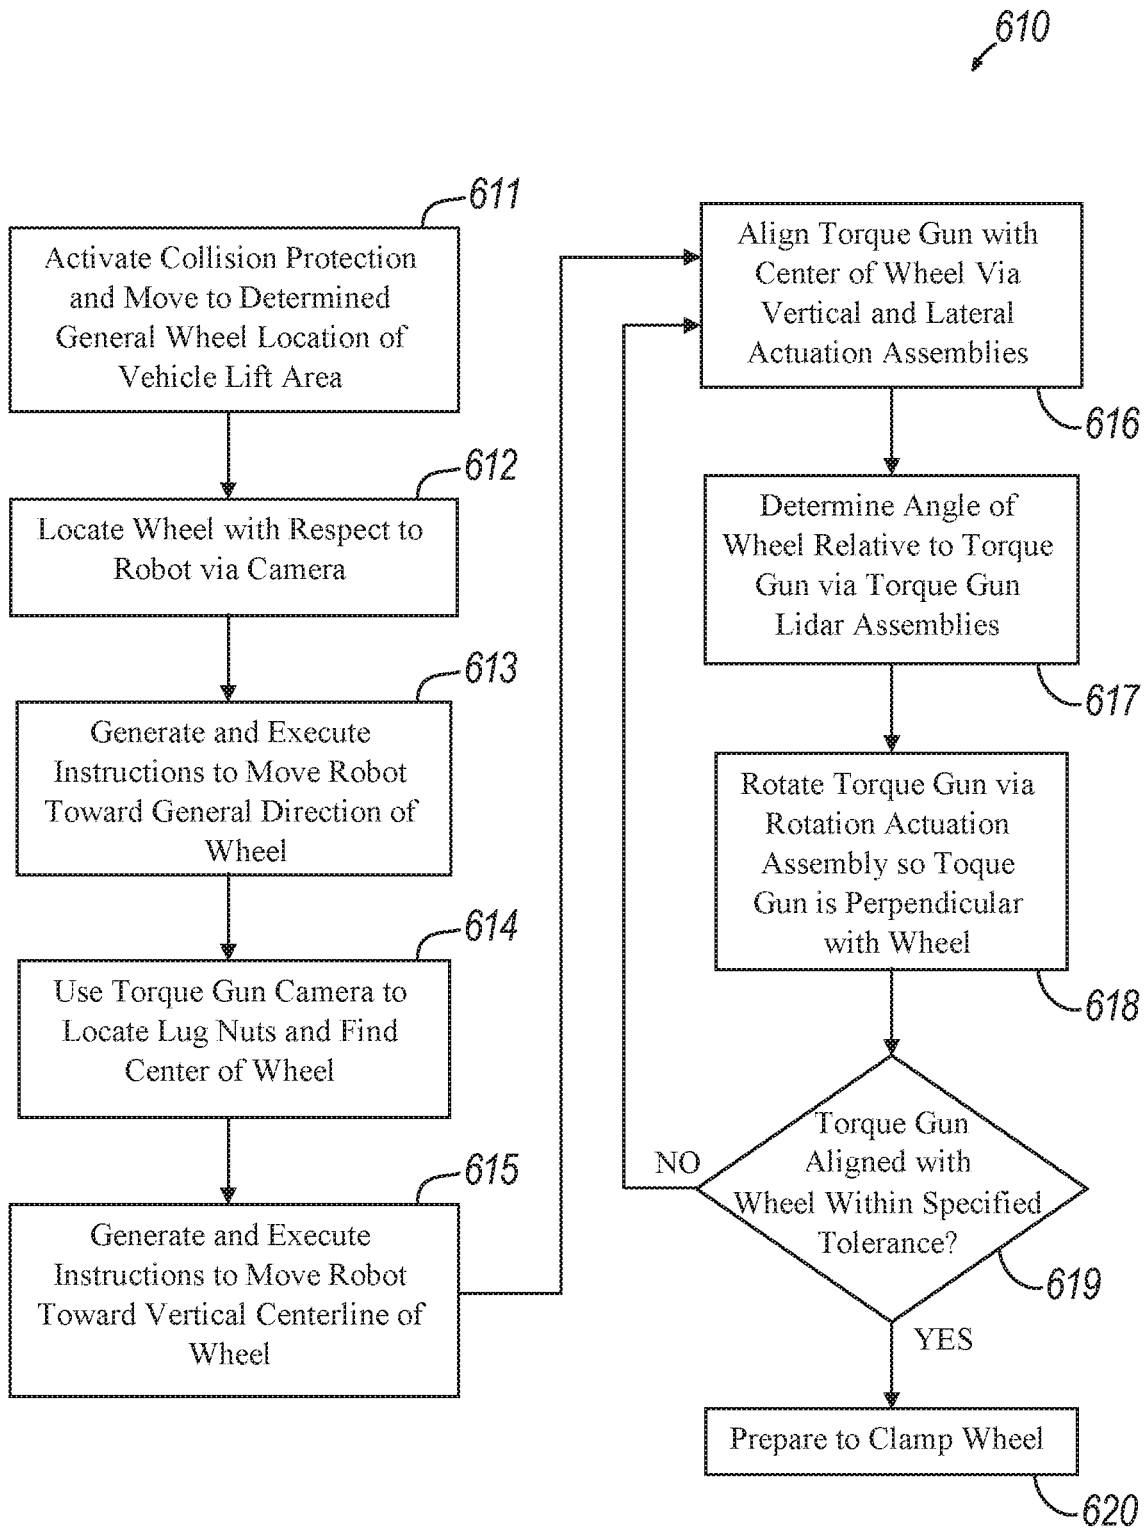 610
611
Activate Collision Protection
and Move to Determined
General Wheel Location of
Vehicle Lift Area
612
Locate Wheel with Respect to
Robot via Camera
613
Generate and Execute
Instructions to Move Robot
Toward General Direction of
Wheel
614
Use Torque Gun Camera to
Locate Lug Nuts and Find
Center of Wheel
615
Generate and Execute
Instructions to Move Robot
Toward Vertical Centerline of
Wheel
Align Torque Gun with
Center of Wheel Via
Vertical and Lateral
Actuation Assemblies
616
Determine Angle of
Wheel Relative to Torque
Gun via Torque Gun
Lidar Assemblies
617
Rotate Torque Gun via
Rotation Actuation
Assembly so Toque
Gun is Perpendicular
with Wheel
618
Torque Gun
Aligned with
Wheel Within Specified
Tolerance?
619
NO
YES
Prepare to Clamp Wheel
620